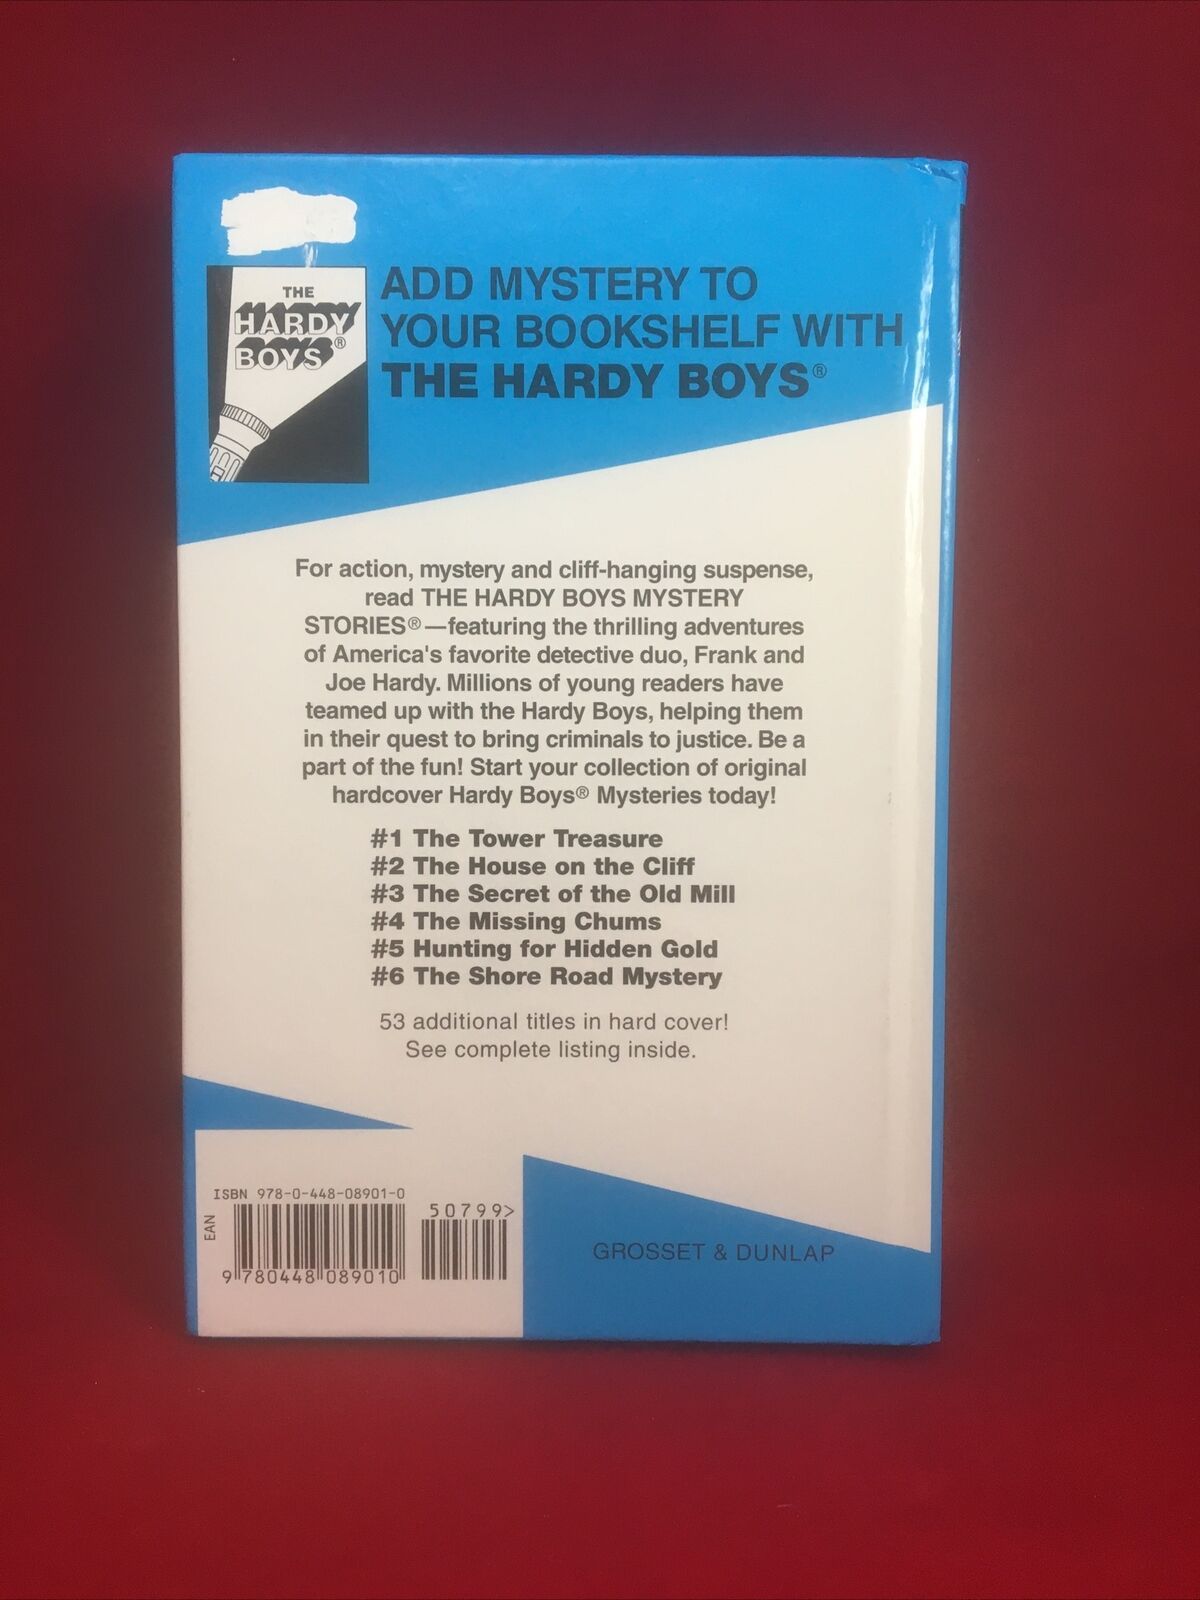 THE
HARDY
BOYS®
ADD MYSTERY TO
YOUR BOOKSHELF WITH
THE HARDY BOYS®
For action, mystery and cliff-hanging suspense,
read THE HARDY BOYS MYSTERY
STORIES®—featuring the thrilling adventures
of America's favorite detective duo, Frank and
Joe Hardy. Millions of young readers have
teamed up with the Hardy Boys, helping them
in their quest to bring criminals to justice. Be a
part of the fun! Start your collection of original
hardcover Hardy Boys® Mysteries today!
#1 The Tower Treasure
#2 The House on the Cliff
#3 The Secret of the Old Mill
#4 The Missing Chums
#5 Hunting for Hidden Gold
#6 The Shore Road Mystery
53 additional titles in hard cover!
See complete listing inside.
ISBN 978-0-448-08901-0
50799>
EAN
9 780448 089010
GROSSET & DUNLAP